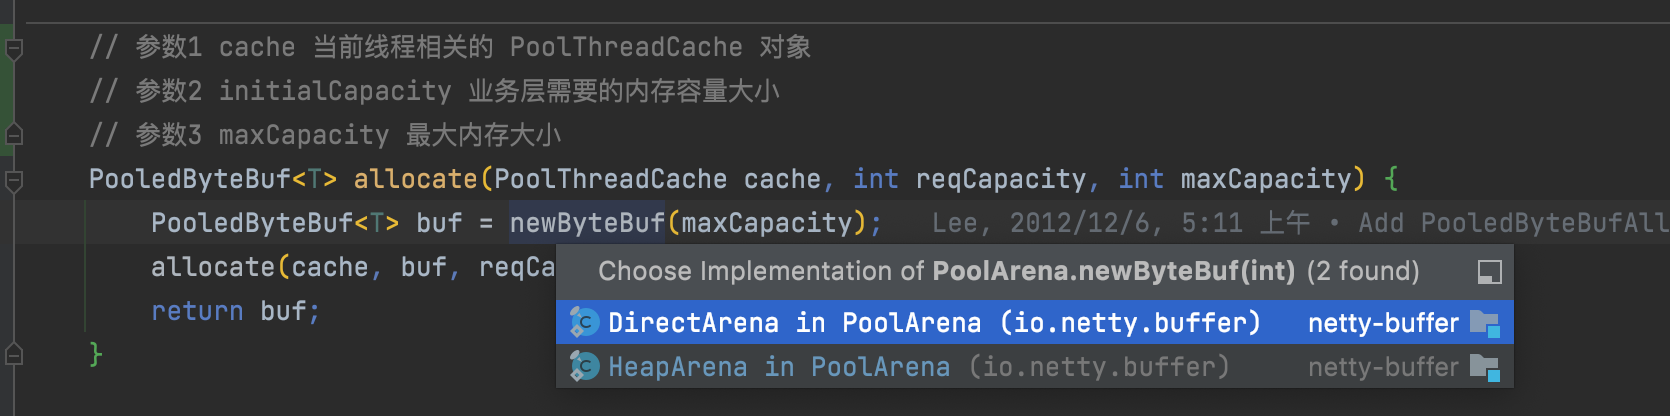 // 参数1 cache 当前线程相关的 PoolThreadCache 对象
// 参数2 initialCapacity 业务层需要的内存容量大小
// 参数3 maxCapacity 最大内存大小
PooledByteBuf<T> allocate(PoolThreadCache cache, int reqCapacity, int maxCapacity) {
PooledByteBuf<T> buf = newByteBuf(maxCapacity); Lee, 2012/12/6, 5:11 上午 • Add PooledByteBufAll
allocate(cache, buf, reqCa
Choose Implementation of PoolArena.newByteBuf(int) (2 found)
return buf;
DirectArena in PoolArena (io.netty.buffer) netty-buffer
}
HeapArena in PoolArena (io.netty.buffer) netty-buffer